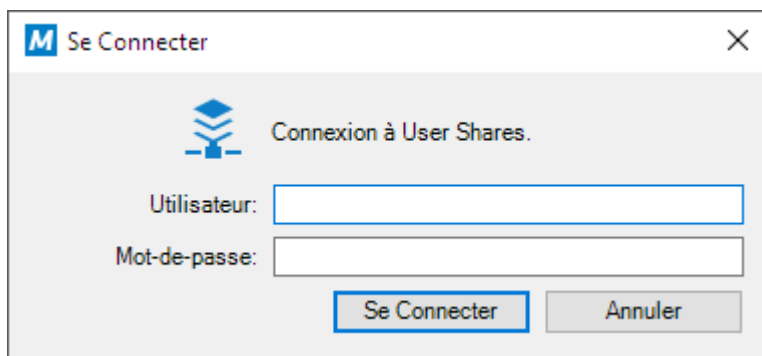 M Se Connecter
Connexion à User Shares.
Utilisateur:
Mot-de-passe:
Se Connecter Annuler